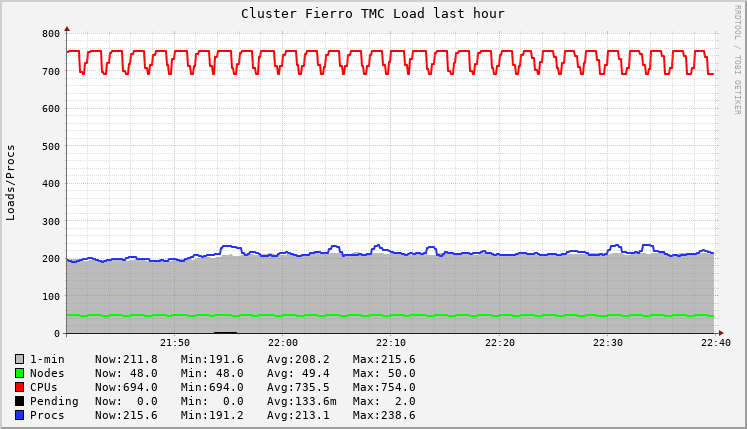 Cluster Fierro TMC Load last hour
RRDTOOL / TOBI OETIKER
Loads/Procs
800
700
600
500
400
300
200
100
0
21:50 22:00 22:10 22:20 22:30 22:40
1-min Now:211.8 Min:191.6 Avg:208.2 Max:215.6
Nodes Now: 48.0 Min: 48.0 Avg: 49.4 Max: 50.0
CPUs Now:694.0 Min:694.0 Avg:735.5 Max:754.0
Pending Now: 0.0 Min: 0.0 Avg:133.6m Max: 2.0
Procs Now:215.6 Min:191.2 Avg:213.1 Max:238.6